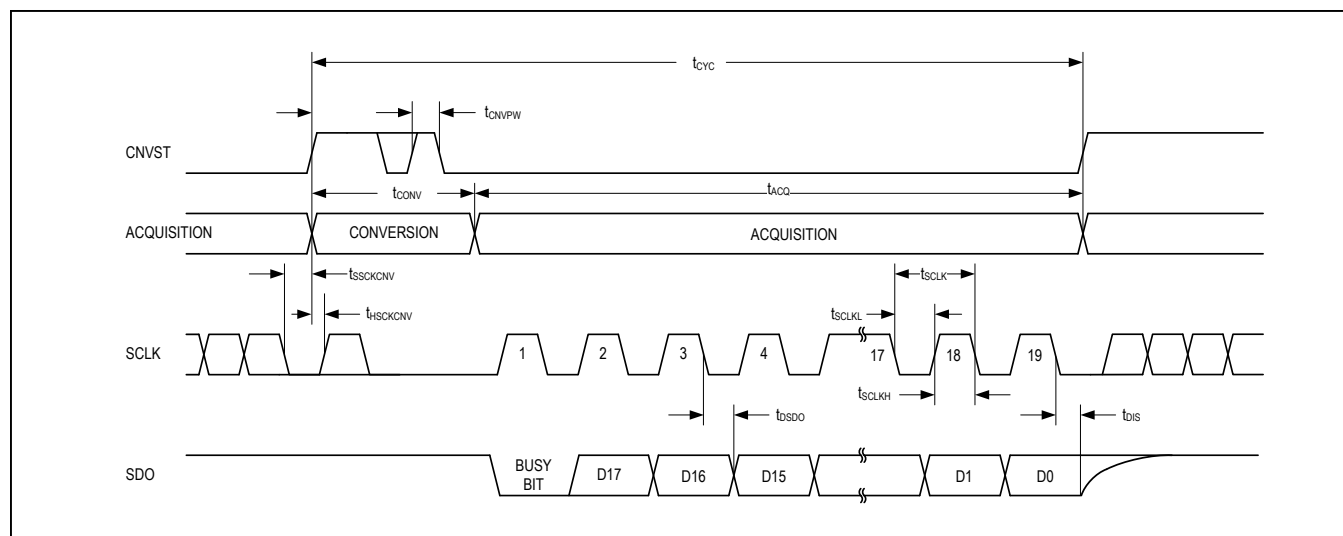 tCYC
tCNVPW
CNVST
tCONV
tACQ
ACQUISITION
CONVERSION
ACQUISITION
tSSCKCNV
tSCLK
tHSCKCNV
tSCLKL
SCLK
1 2 3 4 17 18 19
tSCLKH
tDSDO
tDIS
SDO
BUSY
BIT
D17 D16 D15 D1 D0